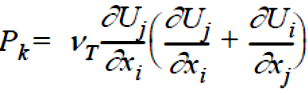 P_k = ν_T ∂U_j/∂x_i (∂U_j/∂x_i + ∂U_i/∂x_j)